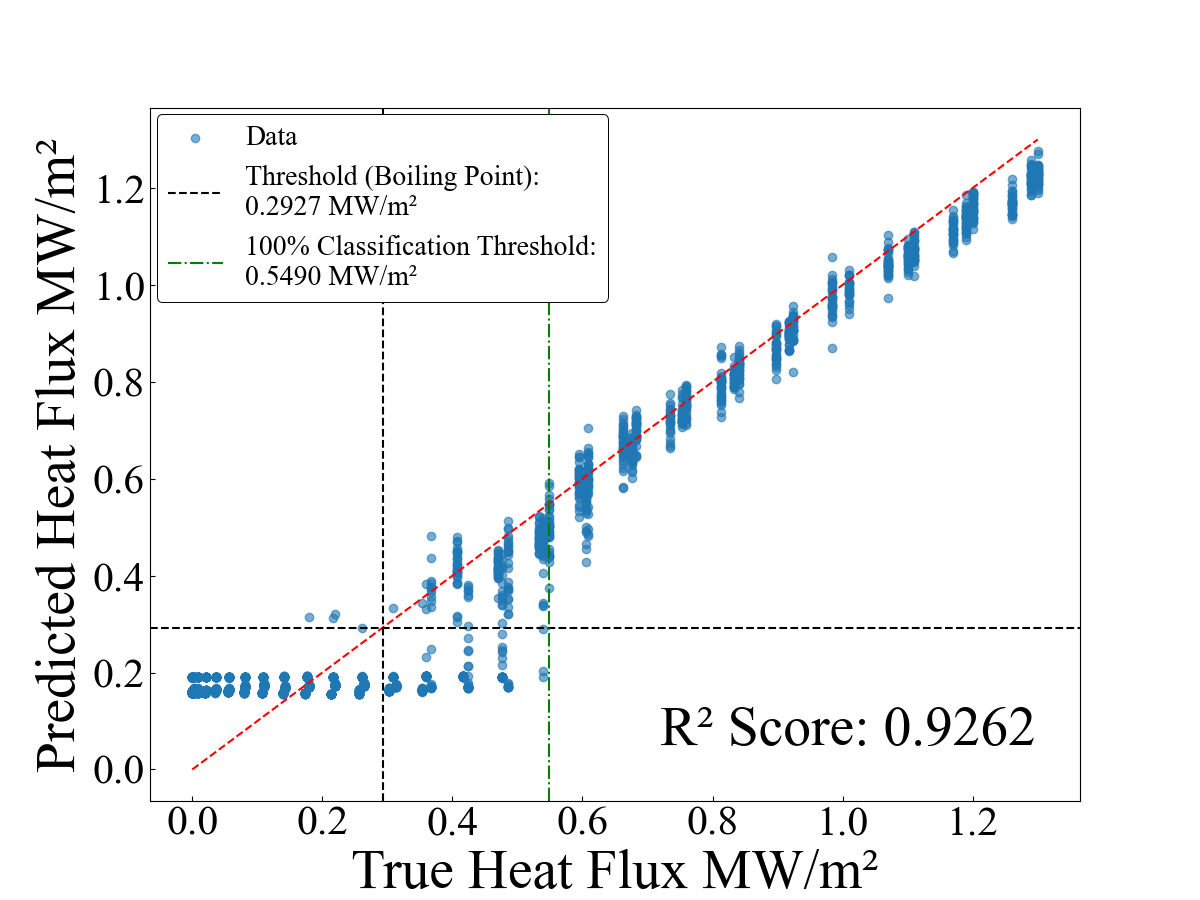 Data
Threshold (Boiling Point):
0.2927 MW/m²
100% Classification Threshold:
0.5490 MW/m²
Predicted Heat Flux MW/m²
1.2
1.0
0.8
0.6
0.4
0.2
0.0
R² Score: 0.9262
0.0 0.2 0.4 0.6 0.8 1.0 1.2
True Heat Flux MW/m²